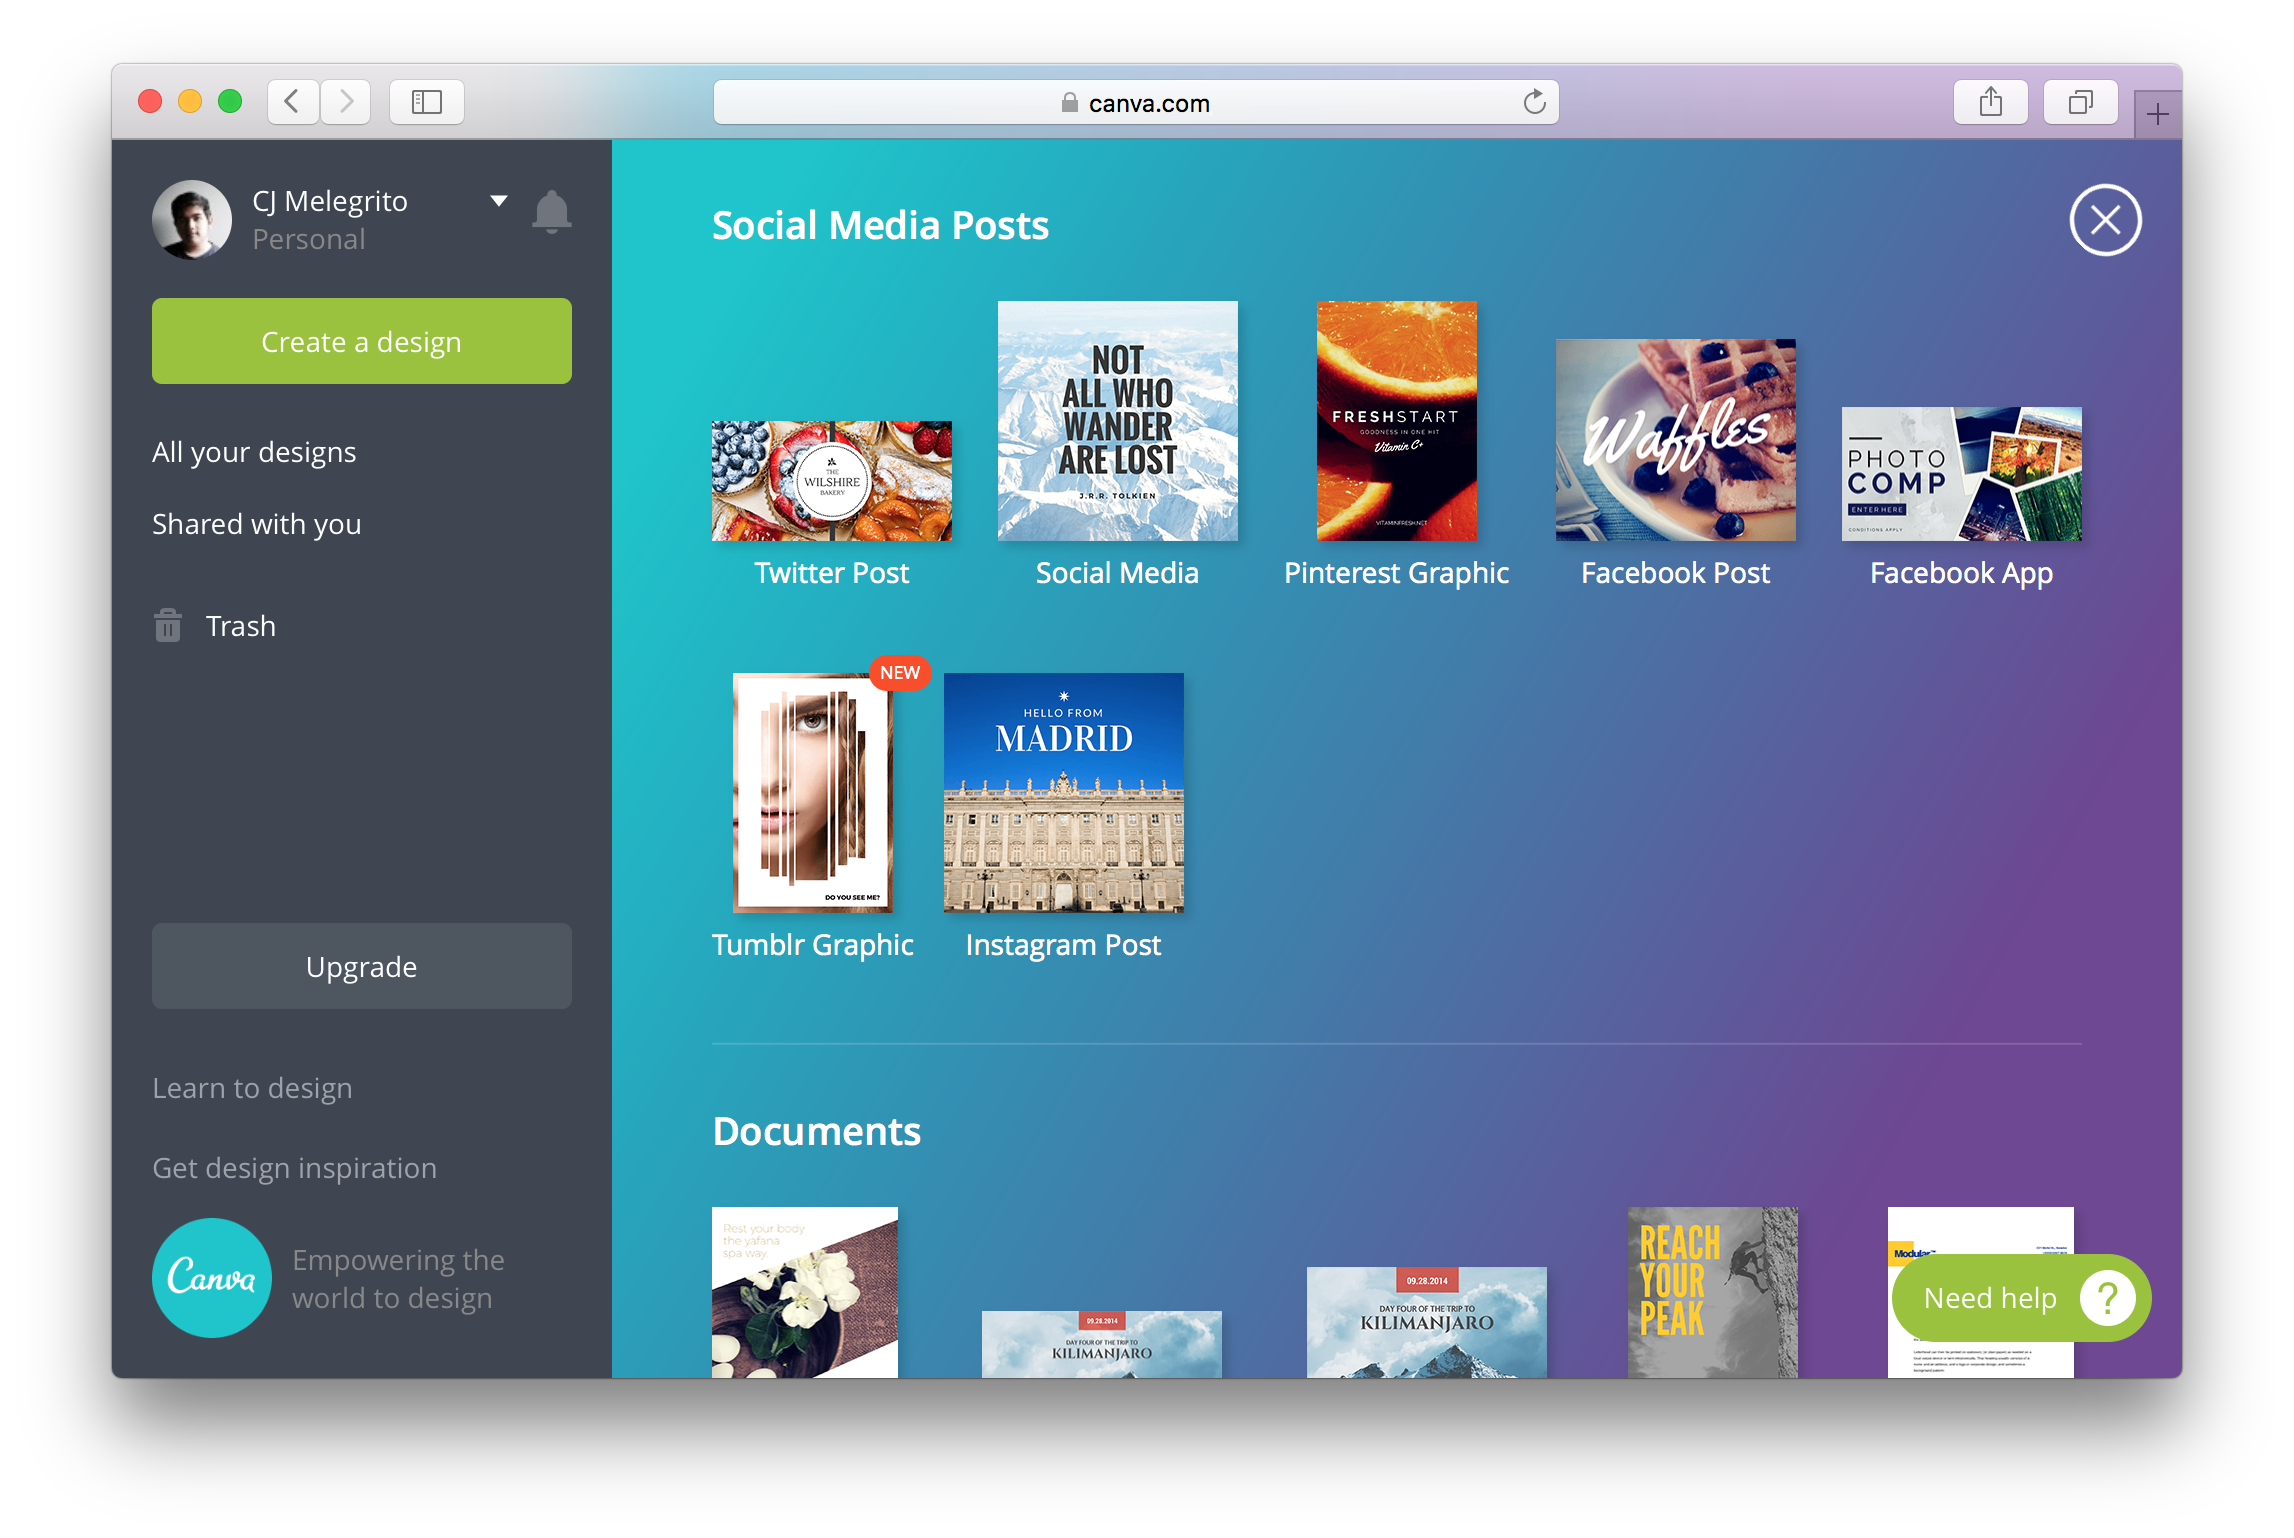 canva.com
CJ Melegrito
Personal
Create a design
All your designs
Shared with you
Trash
Upgrade
Learn to design
Get design inspiration
Canva
Empowering the
world to design
Social Media Posts
THE
WILSHIRE
BAKERY
Twitter Post
NOT
ALL WHO
WANDER
ARE LOST
J.R.R. TOLKIEN
Social Media
FRESHSTART
GOODNESS IN ONE HIT
Vitamin C+
VITAMINFRESH.NET
Pinterest Graphic
Waffles
Facebook Post
PHOTO
COMP
ENTER HERE
CONDITIONS APPLY
Facebook App
NEW
DO YOU SEE ME?
Tumblr Graphic
HELLO FROM
MADRID
Instagram Post
Documents
Rest your body
the yafana
spa way.
09.28.2014
DAY FOUR OF THE TRIP TO
KILIMANJARO
09.28.2014
DAY FOUR OF THE TRIP TO
KILIMANJARO
REACH
YOUR
PEAK
Modular™
Need help ?